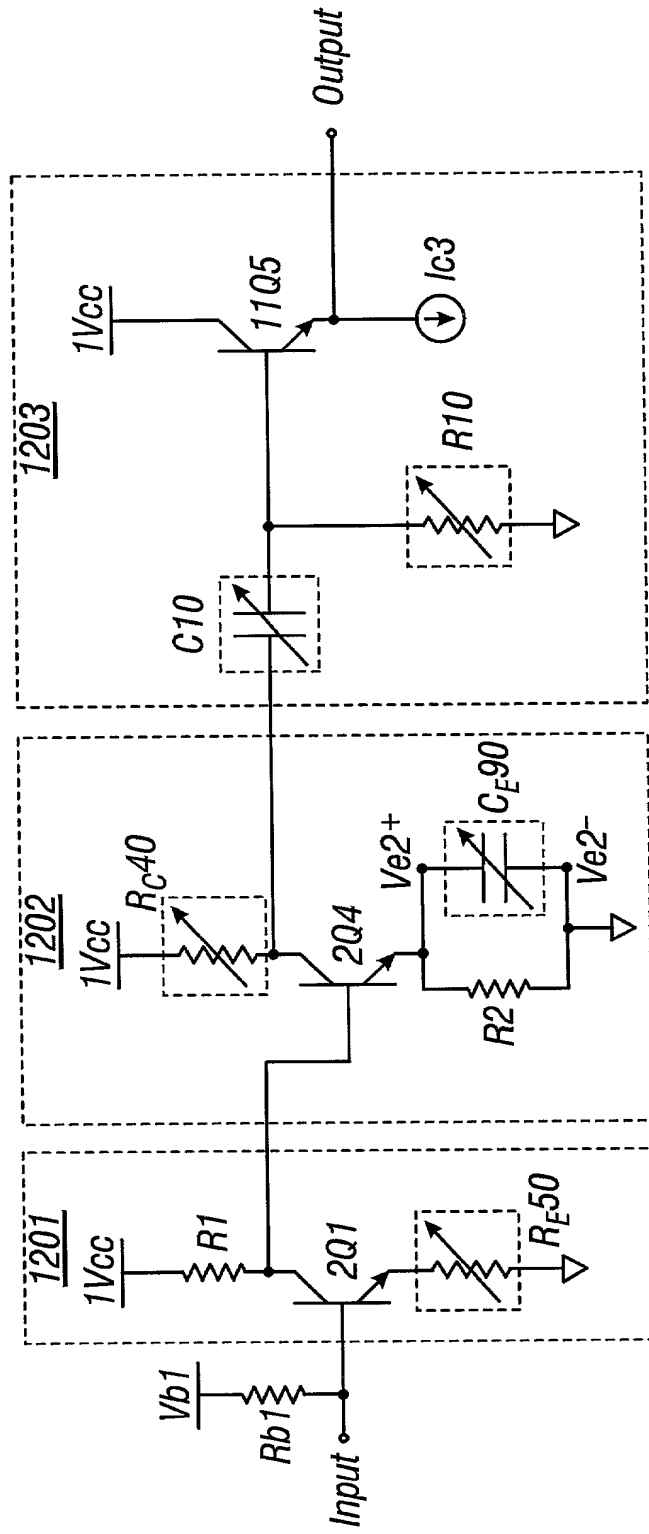 1201
1202
1203
Vb1
Rb1
Input
1Vcc
R1
2Q1
RE50
1Vcc
RC40
2Q4
Ve2+
CE90
R2
Ve2-
C10
1Vcc
11Q5
R10
Ic3
Output